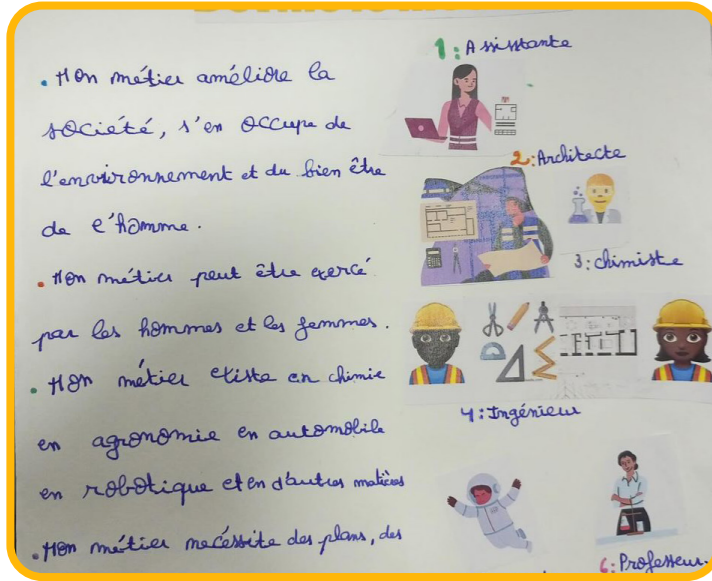 . Mon métier améliore la
société, s'en occupe de
l'environnement et du bien être
de l'homme.
. Mon métier peut être exercé
par les hommes et les femmes.
. Mon métier existe en chimie
en agronomie en automobile
en robotique et en d'autres matières
. Mon métier nécessite des plans, des
1: Assistante
2: Architecte
3: chimiste
4: Ingénieur
6: Professeur.